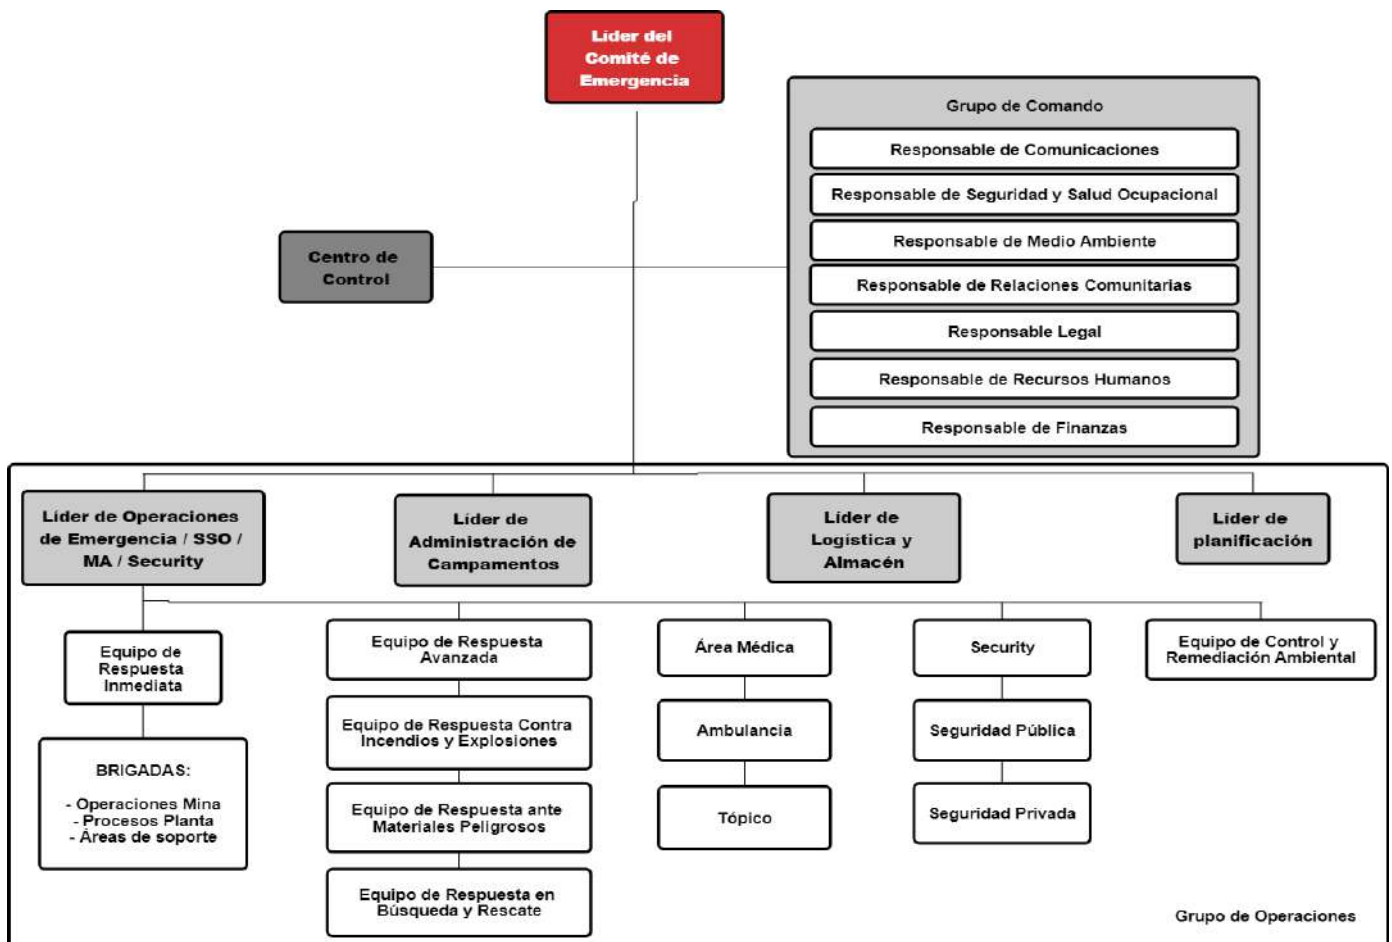 Líder del
Comité de
Emergencia
Grupo de Comando
Responsable de Comunicaciones
Responsable de Seguridad y Salud Ocupacional
Responsable de Medio Ambiente
Responsable de Relaciones Comunitarias
Responsable Legal
Responsable de Recursos Humanos
Responsable de Finanzas
Centro de
Control
Líder de Operaciones
de Emergencia / SSO /
MA / Security
Líder de
Administración de
Campamentos
Líder de
Logística y
Almacén
Líder de
planificación
Equipo de
Respuesta
Inmediata
BRIGADAS:
- Operaciones Mina
- Procesos Planta
- Áreas de soporte
Equipo de Respuesta
Avanzada
Equipo de Respuesta Contra
Incendios y Explosiones
Equipo de Respuesta ante
Materiales Peligrosos
Equipo de Respuesta en
Búsqueda y Rescate
Área Médica
Ambulancia
Tópico
Security
Seguridad Pública
Seguridad Privada
Equipo de Control y
Remediación Ambiental
Grupo de Operaciones